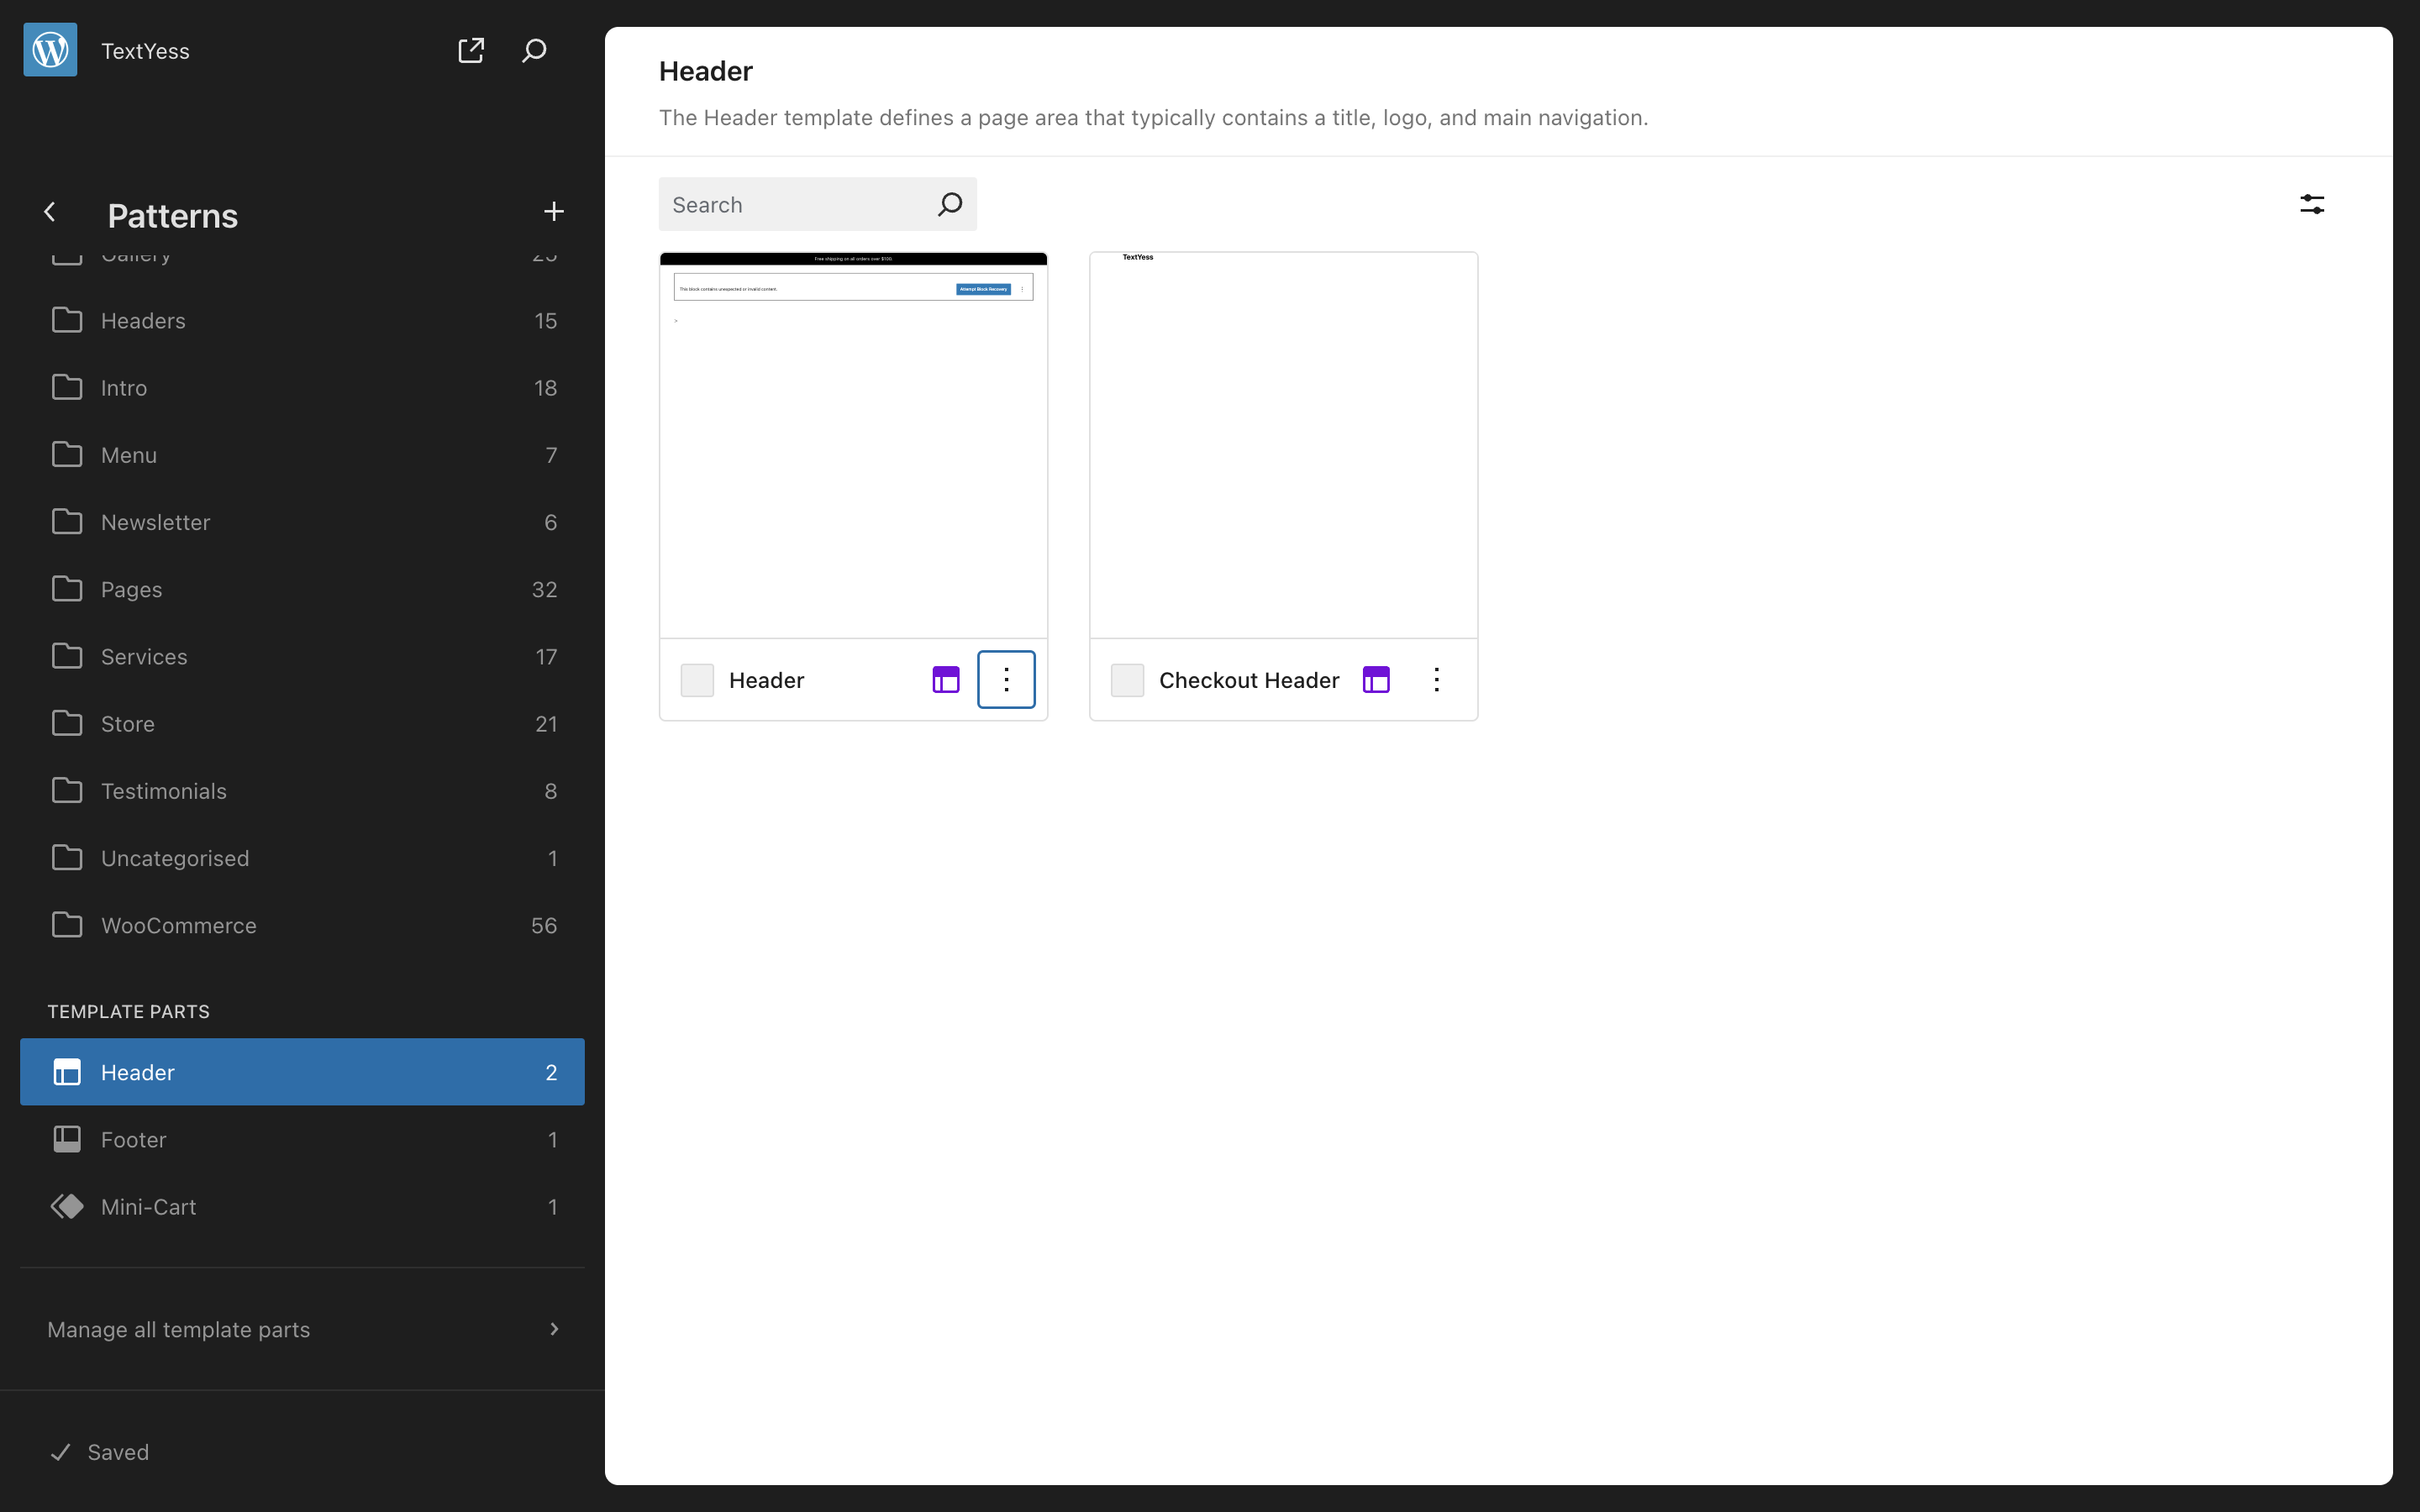 TextYess
Patterns
Gallery 25
Headers 15
Intro 18
Menu 7
Newsletter 6
Pages 32
Services 17
Store 21
Testimonials 8
Uncategorised 1
WooCommerce 56
TEMPLATE PARTS
Header 2
Footer 1
Mini-Cart 1
Manage all template parts
Saved
Header
The Header template defines a page area that typically contains a title, logo, and main navigation.
Search
Free shipping on all orders over $100.
This block contains unexpected or invalid content.
Attempt Block Recovery
>
Header
TextYess
Checkout Header